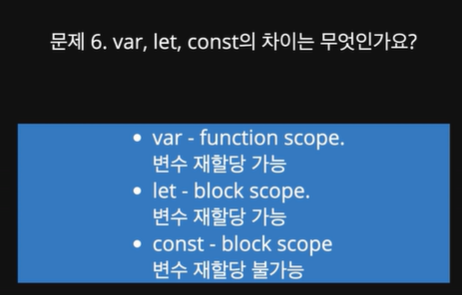 문제 6. var, let, const의 차이는 무엇인가요?
• var - function scope.
변수 재할당 가능
• let - block scope.
변수 재할당 가능
• const - block scope
변수 재할당 불가능